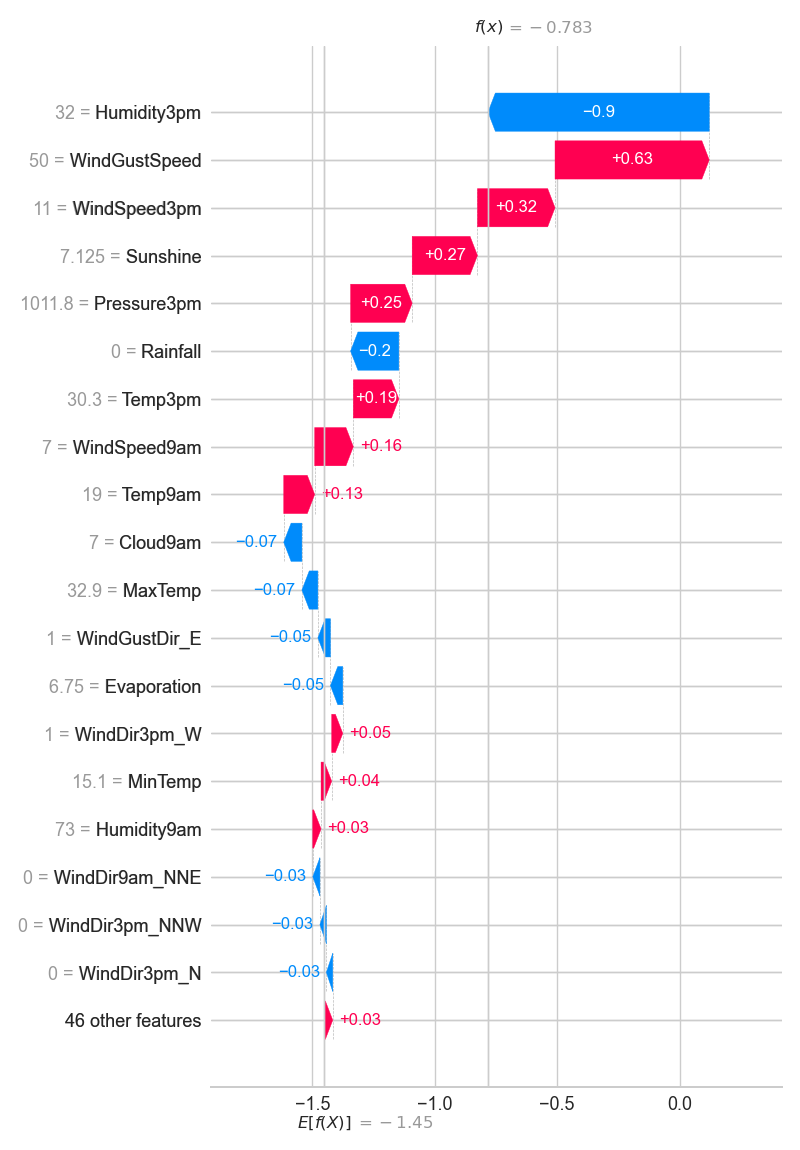 f(x) = −0.783
32 = Humidity3pm −0.9
50 = WindGustSpeed +0.63
11 = WindSpeed3pm +0.32
7.125 = Sunshine +0.27
1011.8 = Pressure3pm +0.25
0 = Rainfall −0.2
30.3 = Temp3pm +0.19
7 = WindSpeed9am +0.16
19 = Temp9am +0.13
7 = Cloud9am −0.07
32.9 = MaxTemp −0.07
1 = WindGustDir_E −0.05
6.75 = Evaporation −0.05
1 = WindDir3pm_W +0.05
15.1 = MinTemp +0.04
73 = Humidity9am +0.03
0 = WindDir9am_NNE −0.03
0 = WindDir3pm_NNW −0.03
0 = WindDir3pm_N −0.03
46 other features +0.03
−1.5 −1.0 −0.5 0.0
E[f(X)] = −1.45